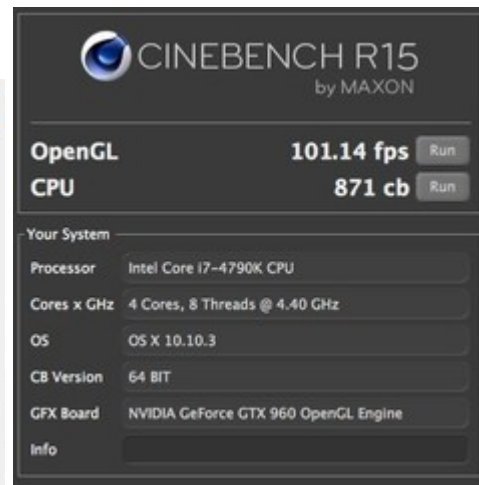 CINEBENCH R15
by MAXON
OpenGL 101.14 fps Run
CPU 871 cb Run
Your System
Processor Intel Core i7-4790K CPU
Cores x GHz 4 Cores, 8 Threads @ 4.40 GHz
OS OS X 10.10.3
CB Version 64 BIT
GFX Board NVIDIA GeForce GTX 960 OpenGL Engine
Info